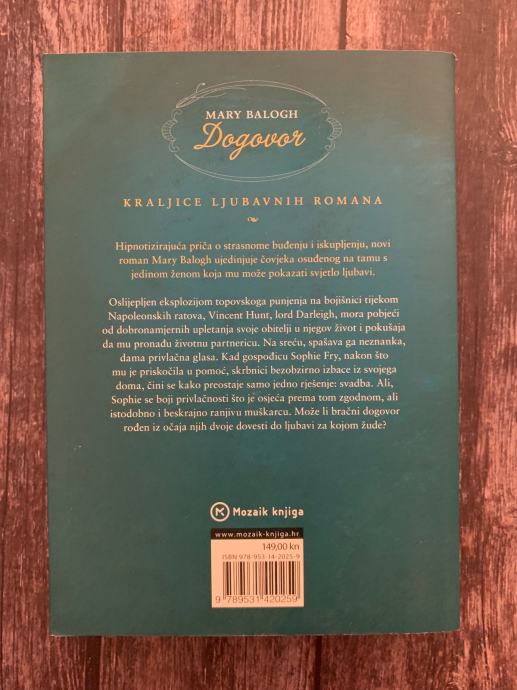 MARY BALOGH
Dogovor
KRALJICE LJUBAVNIH ROMANA
Hipnotizirajuća priča o strasnome buđenju i iskupljenju, novi
roman Mary Balogh ujedinjuje čovjeka osuđenog na tamu s
jedinom ženom koja mu može pokazati svjetlo ljubavi.
Oslijepljen eksplozijom topovskoga punjenja na bojišnici tijekom
Napoleonskih ratova, Vincent Hunt, lord Darleigh, mora pobjeći
od dobronamjernih upletanja svoje obitelji u njegov život i pokušaja
da mu pronađu životnu partnericu. Na sreću, spašava ga neznanka,
dama privlačna glasa. Kad gospođicu Sophie Fry, nakon što
mu je priskočila u pomoć, skrbnici bezobzirno izbace iz svojega
doma, čini se kako preostaje samo jedno rješenje: svadba. Ali,
Sophie se boji privlačnosti što je osjeća prema tom zgodnom, ali
istodobno i beskrajno ranjivu muškarcu. Može li bračni dogovor
rođen iz očaja njih dvoje dovesti do ljubavi za kojom žude?
Mozaik knjiga
www.mozaik-knjiga.hr
149,00 kn
ISBN 978-953-14-2025-9
9 789531 420259